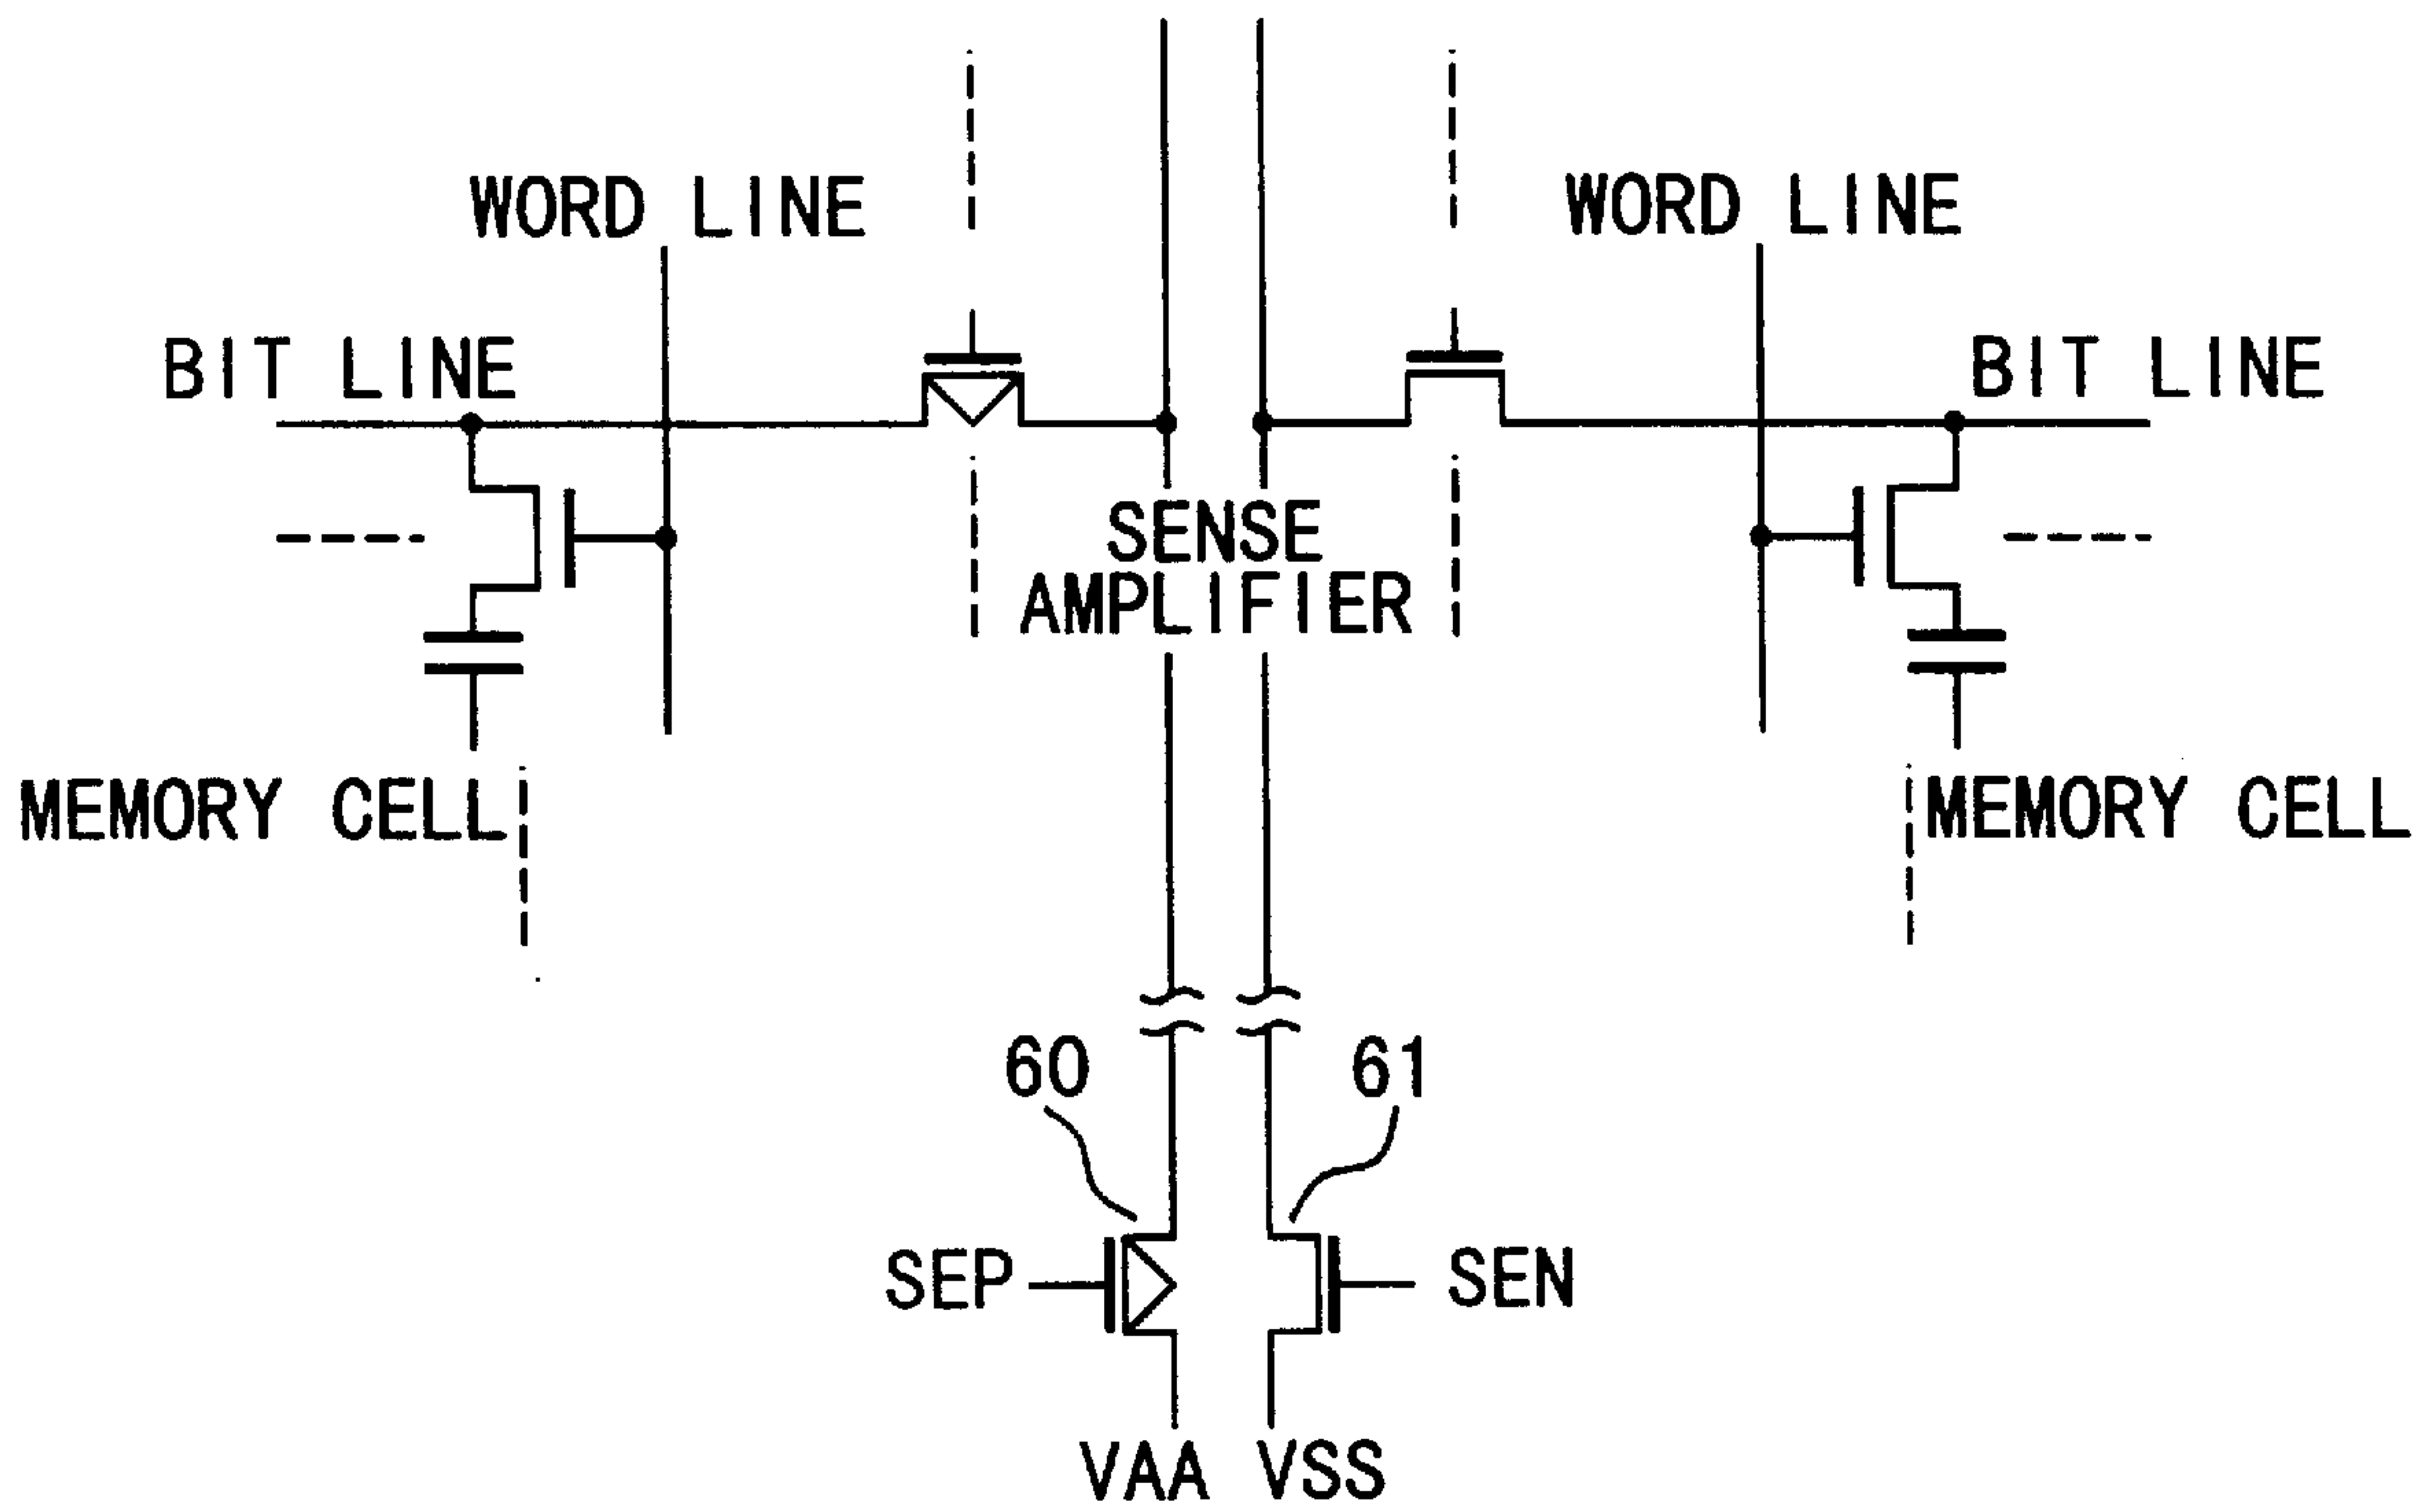 WORD LINE
WORD LINE
BIT LINE
BIT LINE
SENSE
AMPLIFIER
MEMORY CELL
MEMORY CELL
60
61
SEP
SEN
VAA
VSS